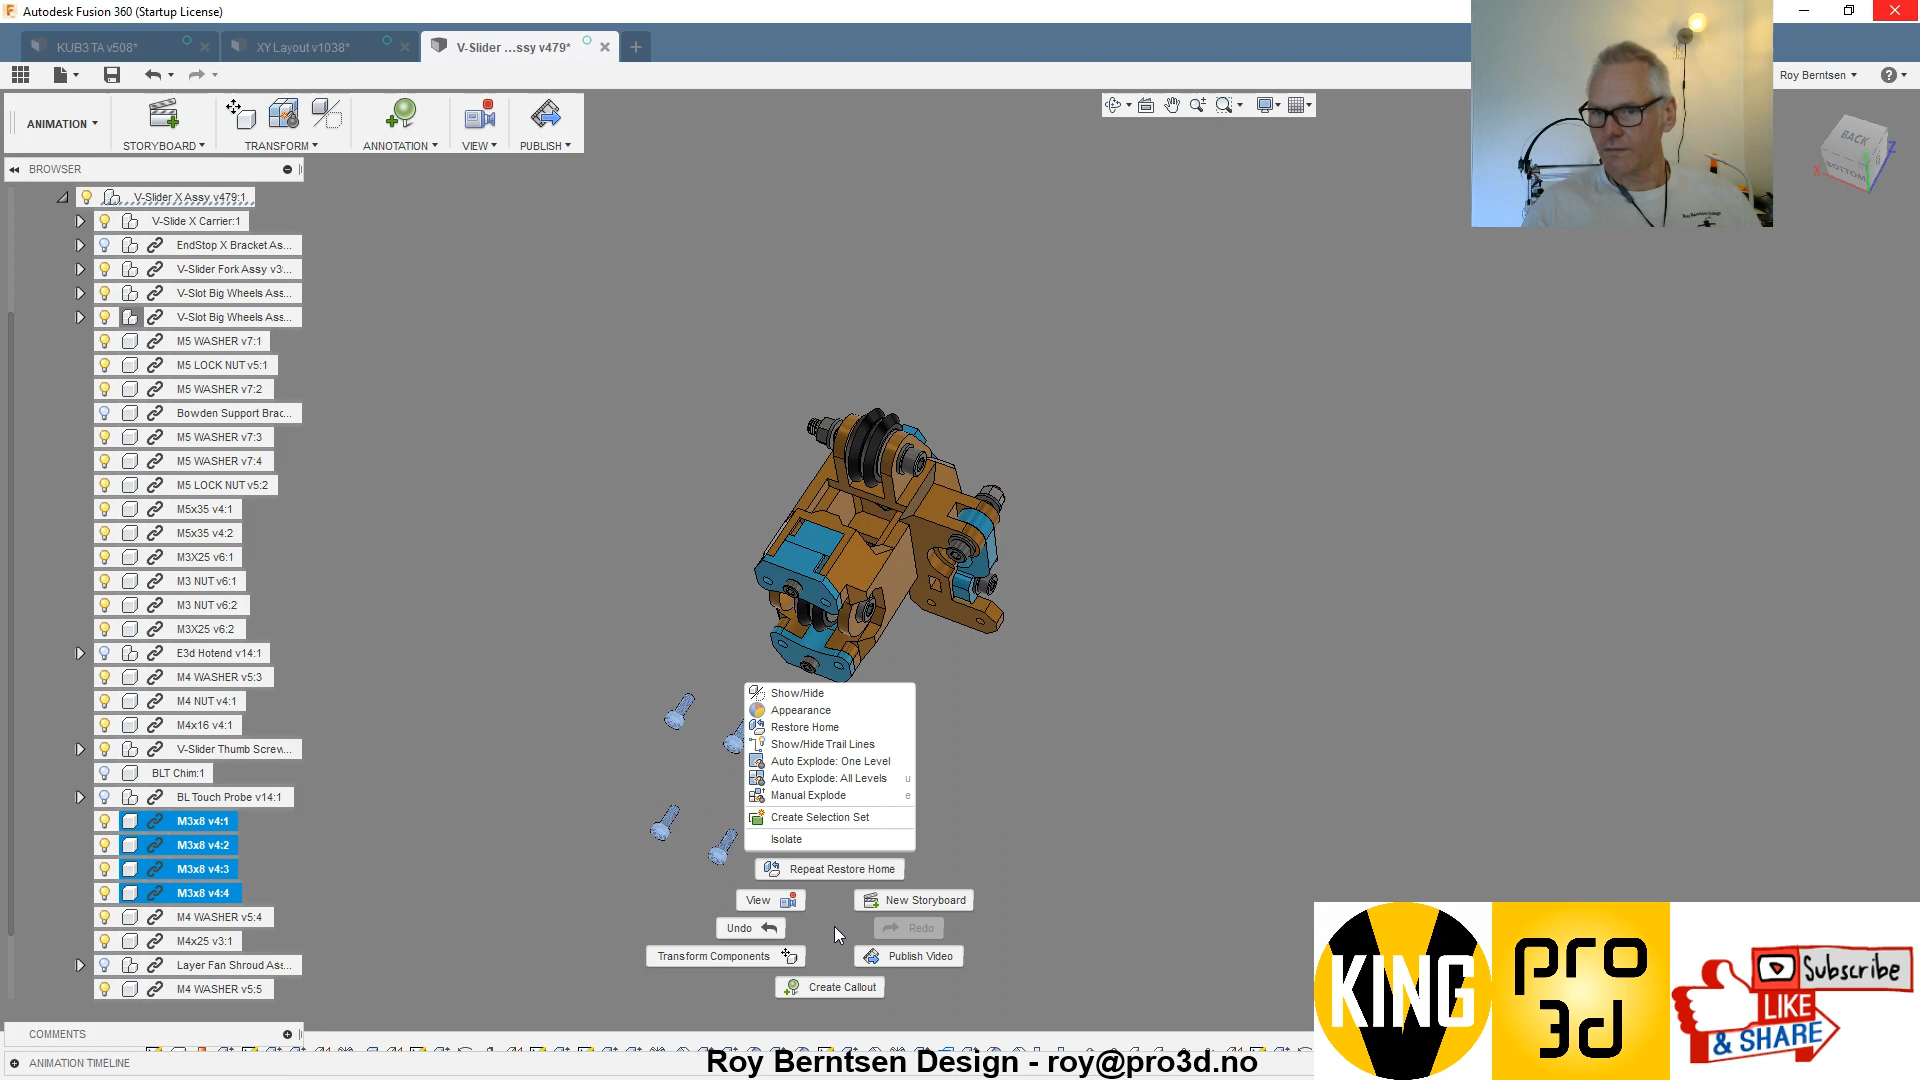 Autodesk Fusion 360 (Startup License)
KUB3 TA v508*
XY Layout v1038*
V-Slider ...ssy v479*
Roy Berntsen
ANIMATION
STORYBOARD
TRANSFORM
ANNOTATION
VIEW
PUBLISH
BACK
BOTTOM
X
Z
BROWSER
V-Slider X Assy v479:1
V-Slide X Carrier:1
EndStop X Bracket As...
V-Slider Fork Assy v3:...
V-Slot Big Wheels Ass...
V-Slot Big Wheels Ass...
M5 WASHER v7:1
M5 LOCK NUT v5:1
M5 WASHER v7:2
Bowden Support Brac...
M5 WASHER v7:3
M5 WASHER v7:4
M5 LOCK NUT v5:2
M5x35 v4:1
M5x35 v4:2
M3X25 v6:1
M3 NUT v6:1
M3 NUT v6:2
M3X25 v6:2
E3d Hotend v14:1
M4 WASHER v5:3
M4 NUT v4:1
M4x16 v4:1
V-Slider Thumb Screw...
BLT Chim:1
BL Touch Probe v14:1
M3x8 v4:1
M3x8 v4:2
M3x8 v4:3
M3x8 v4:4
M4 WASHER v5:4
M4x25 v3:1
Layer Fan Shroud Ass...
M4 WASHER v5:5
Show/Hide
Appearance
Restore Home
Show/Hide Trail Lines
Auto Explode: One Level
Auto Explode: All Levels u
Manual Explode e
Create Selection Set
Isolate
Repeat Restore Home
View
New Storyboard
Undo
Redo
Transform Components
Publish Video
Create Callout
COMMENTS
ANIMATION TIMELINE
Roy Berntsen Design - roy@pro3d.no
KING
pro
3d
Subscribe
LIKE
& SHARE